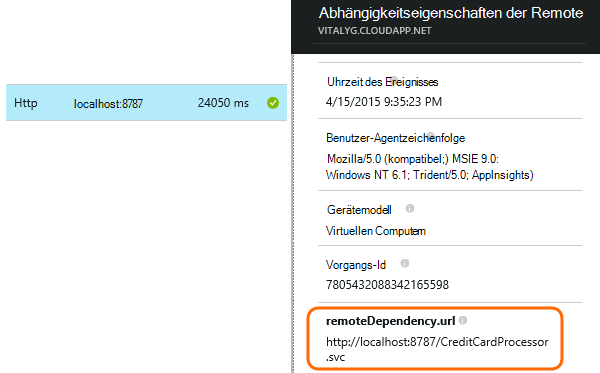 Http localhost:8787 24050 ms
Abhängigkeitseigenschaften der Remote
VITALYG.CLOUDAPP.NET
Uhrzeit des Ereignisses
4/15/2015 9:35:23 PM
Benutzer-Agentzeichenfolge
Mozilla/5.0 (kompatibel;) MSIE 9.0:
Windows NT 6.1; Trident/5.0; AppInsights)
Gerätemodell
Virtuellen Computern
Vorgangs-Id
7805432088342165598
remoteDependency.url
http://localhost:8787/CreditCardProcessor
.svc